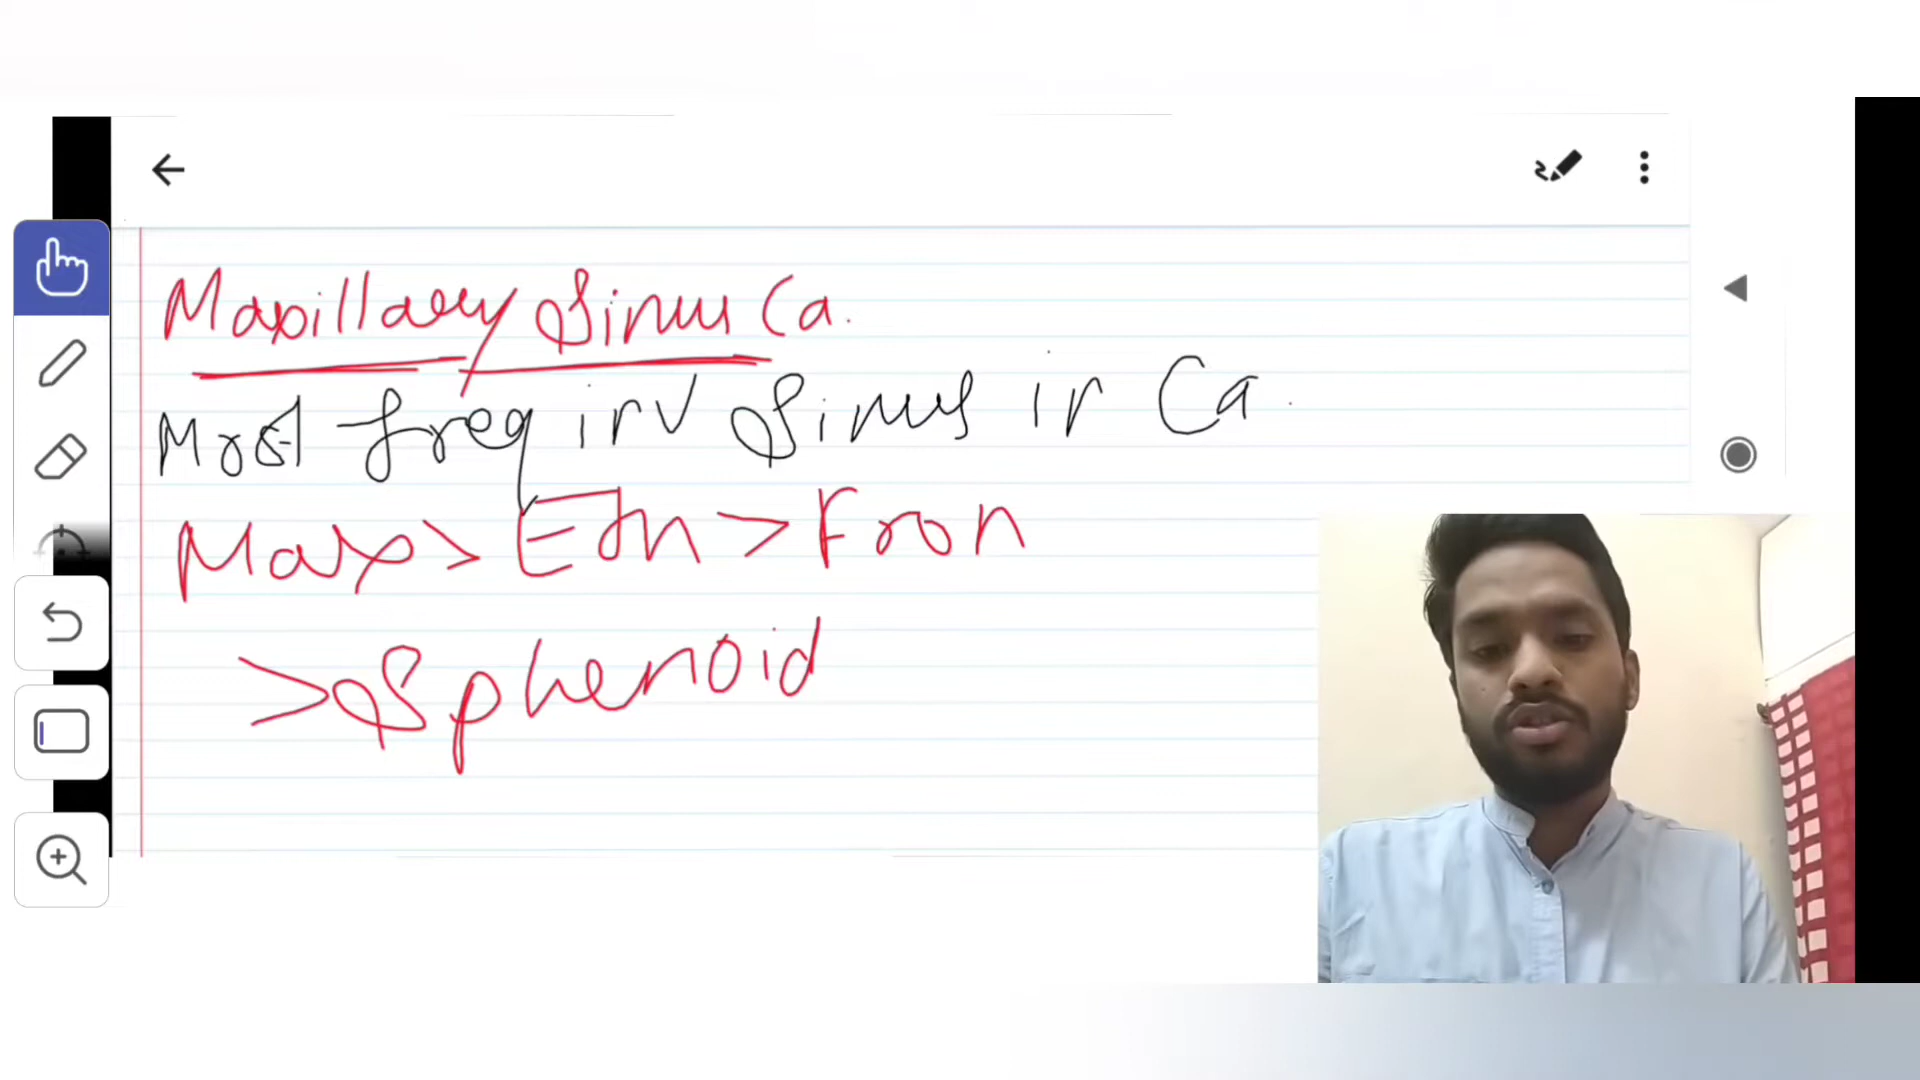 Maxillary Sinus Ca.
Most freq inv Sinus in Ca
Max > Eth > Fron
> Sphenoid